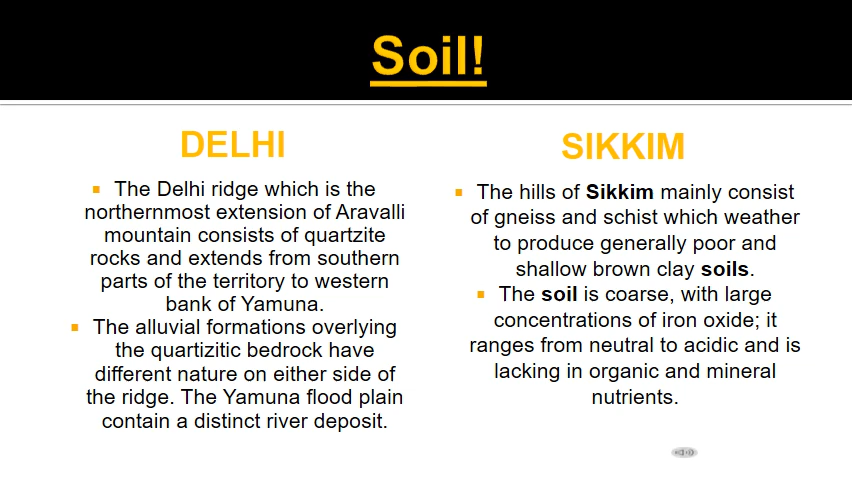 Soil!
DELHI
▪ The Delhi ridge which is the
northernmost extension of Aravalli
mountain consists of quartzite
rocks and extends from southern
parts of the territory to western
bank of Yamuna.
▪ The alluvial formations overlying
the quartizitic bedrock have
different nature on either side of
the ridge. The Yamuna flood plain
contain a distinct river deposit.
SIKKIM
▪ The hills of Sikkim mainly consist
of gneiss and schist which weather
to produce generally poor and
shallow brown clay soils.
▪ The soil is coarse, with large
concentrations of iron oxide; it
ranges from neutral to acidic and is
lacking in organic and mineral
nutrients.